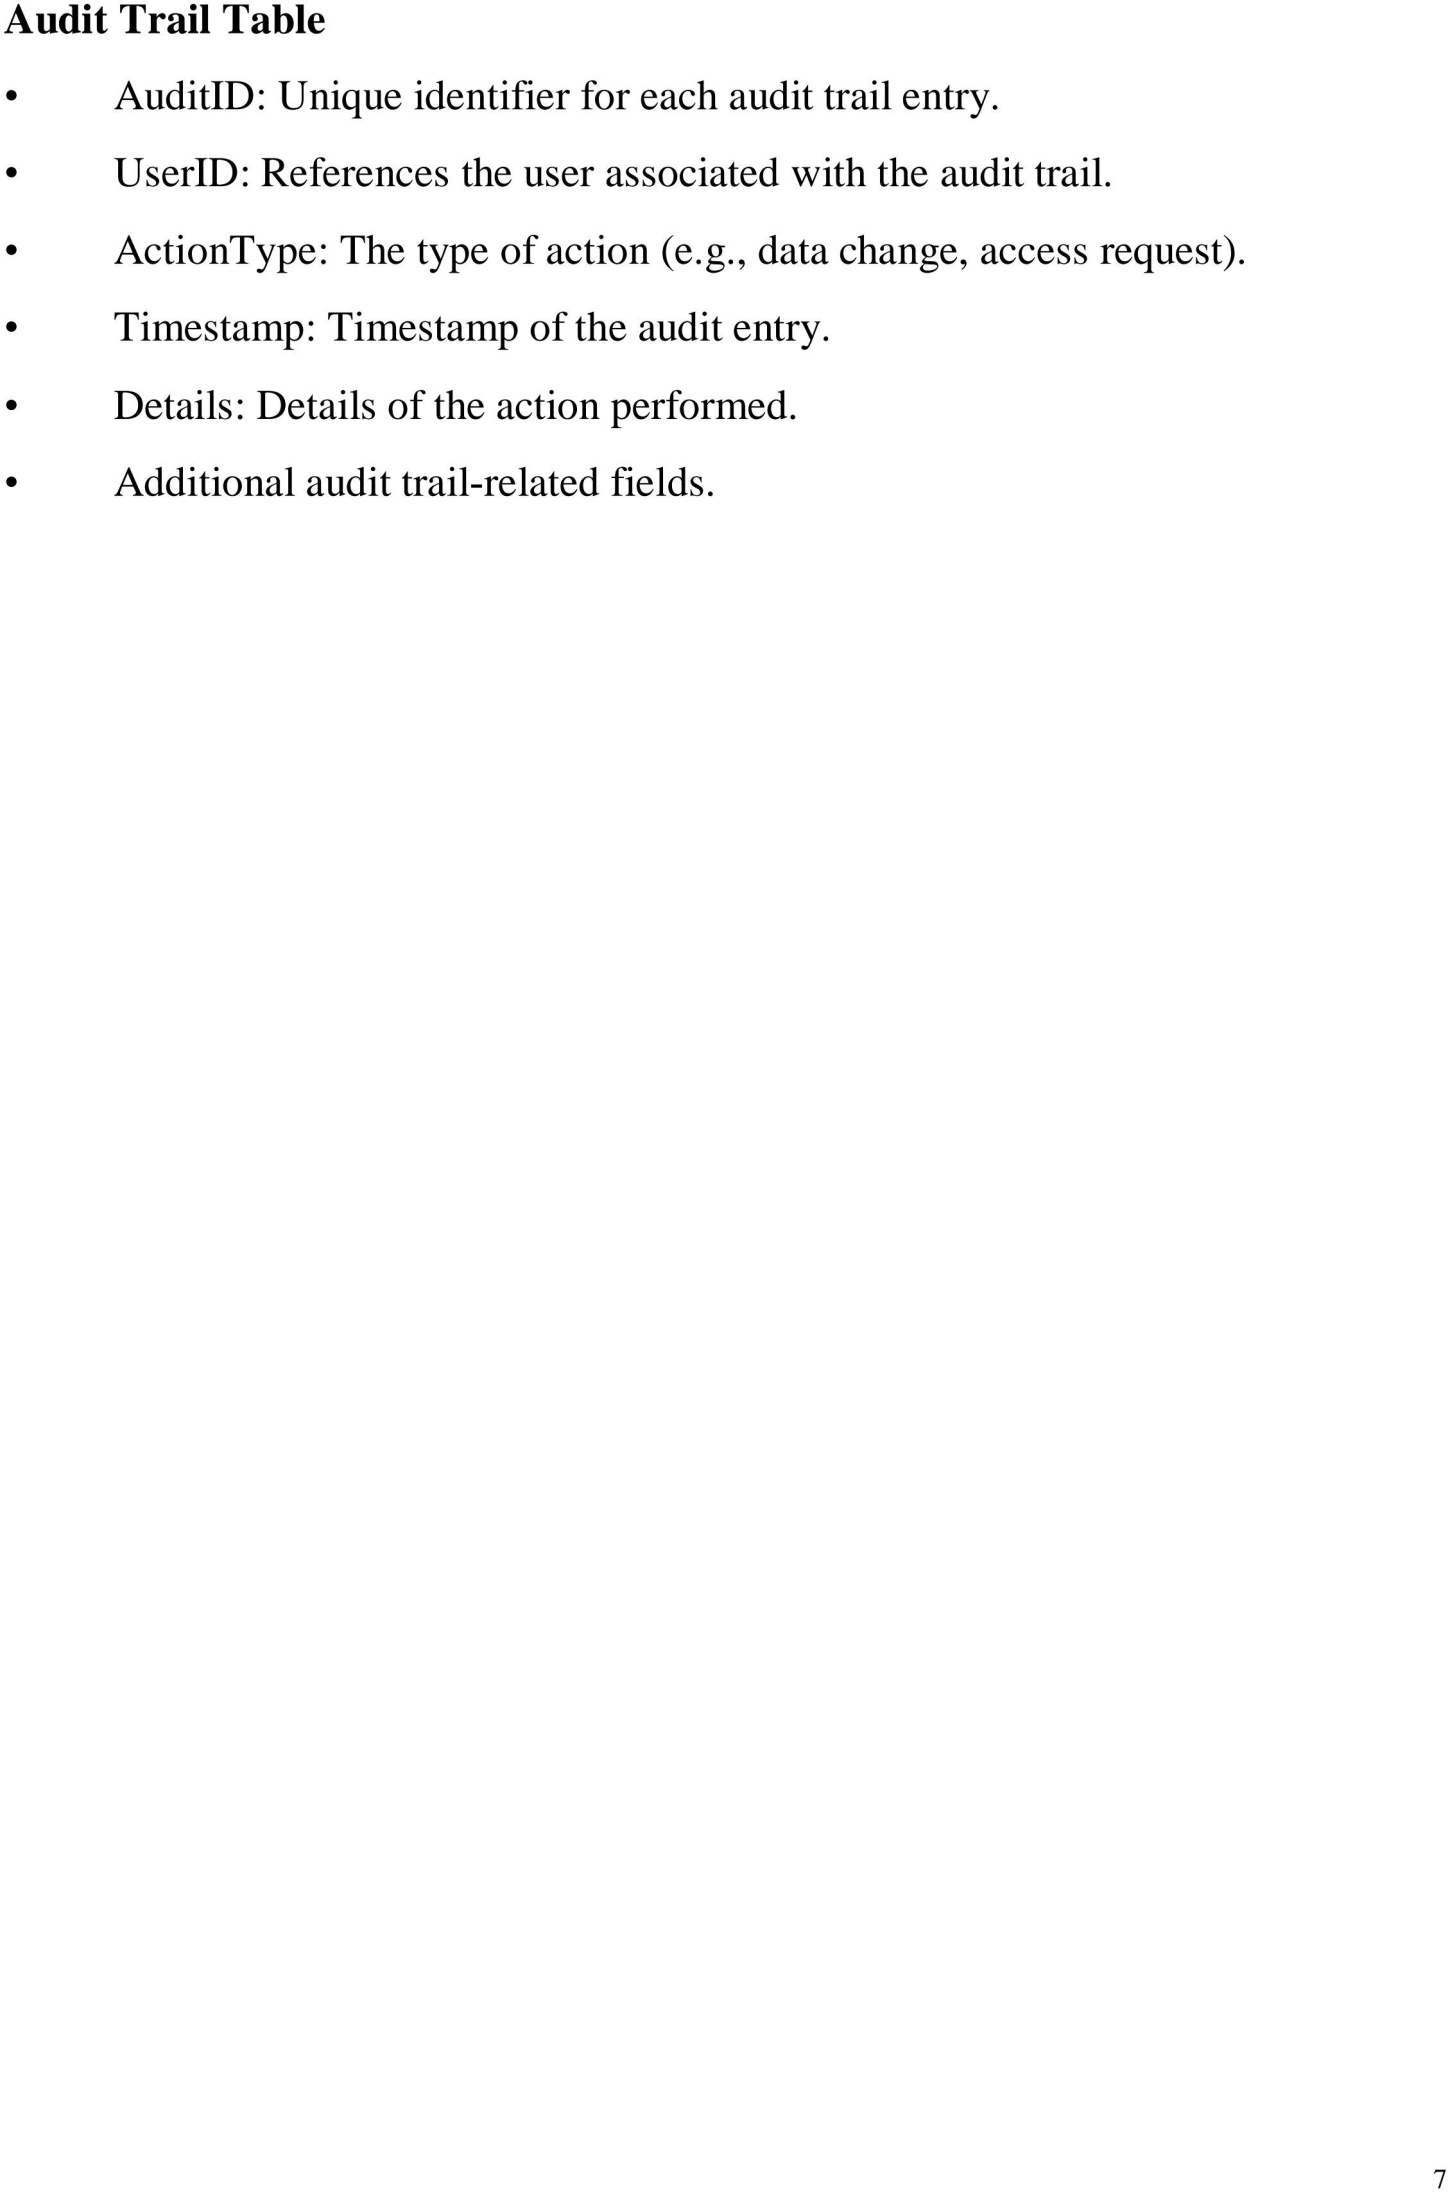 Audit Trail Table
• AuditID: Unique identifier for each audit trail entry.
• UserID: References the user associated with the audit trail.
• ActionType: The type of action (e.g., data change, access request).
• Timestamp: Timestamp of the audit entry.
• Details: Details of the action performed.
• Additional audit trail-related fields.
7